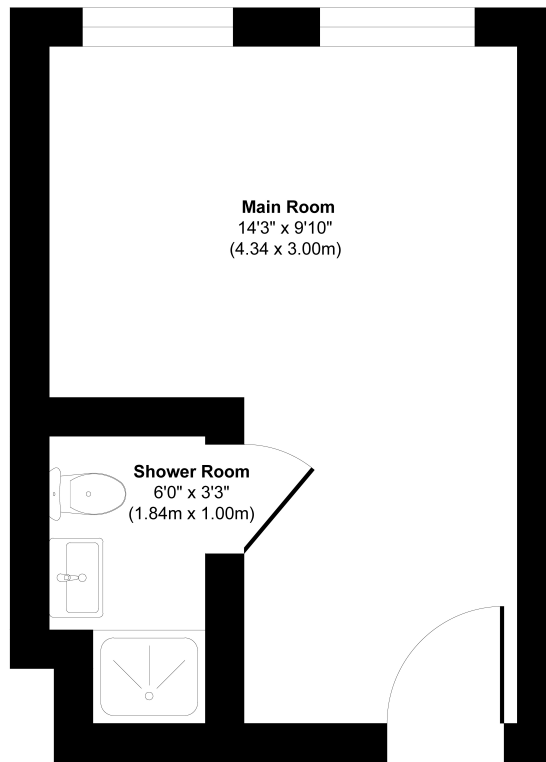 Main Room
14'3" x 9'10"
(4.34 x 3.00m)
Shower Room
6'0" x 3'3"
(1.84m x 1.00m)